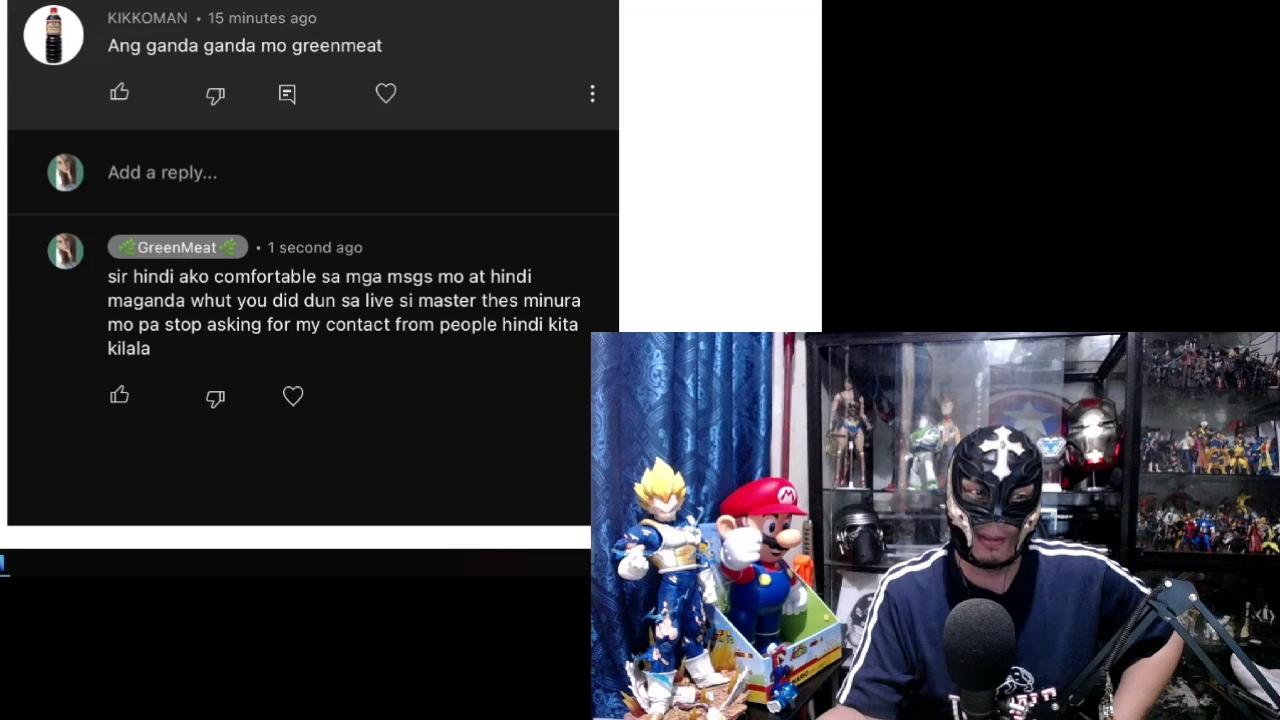 KIKKOMAN • 15 minutes ago
Ang ganda ganda mo greenmeat
Add a reply...
🌿GreenMeat🌿 • 1 second ago
sir hindi ako comfortable sa mga msgs mo at hindi
maganda whut you did dun sa live si master thes minura
mo pa stop asking for my contact from people hindi kita
kilala